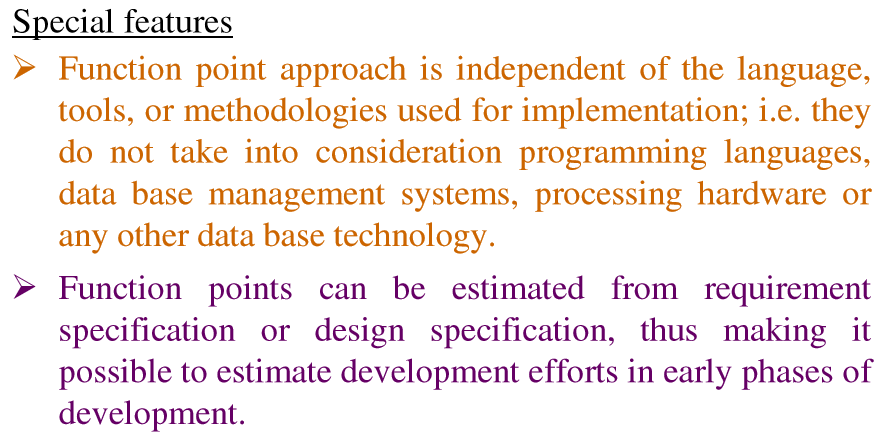 Special features
➢ Function point approach is independent of the language,
tools, or methodologies used for implementation; i.e. they
do not take into consideration programming languages,
data base management systems, processing hardware or
any other data base technology.
➢ Function points can be estimated from requirement
specification or design specification, thus making it
possible to estimate development efforts in early phases of
development.